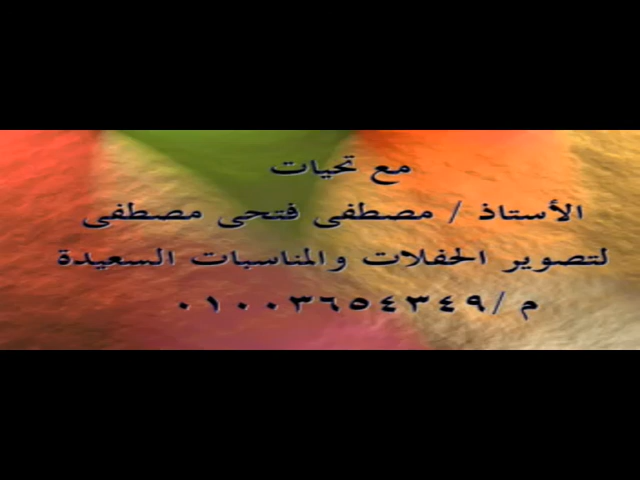 مع تحيات
الأستاذ / مصطفى فتحى مصطفى
لتصوير الحفلات والمناسبات السعيدة
م /٠١٠٠٣٦٥٤٣٤٩